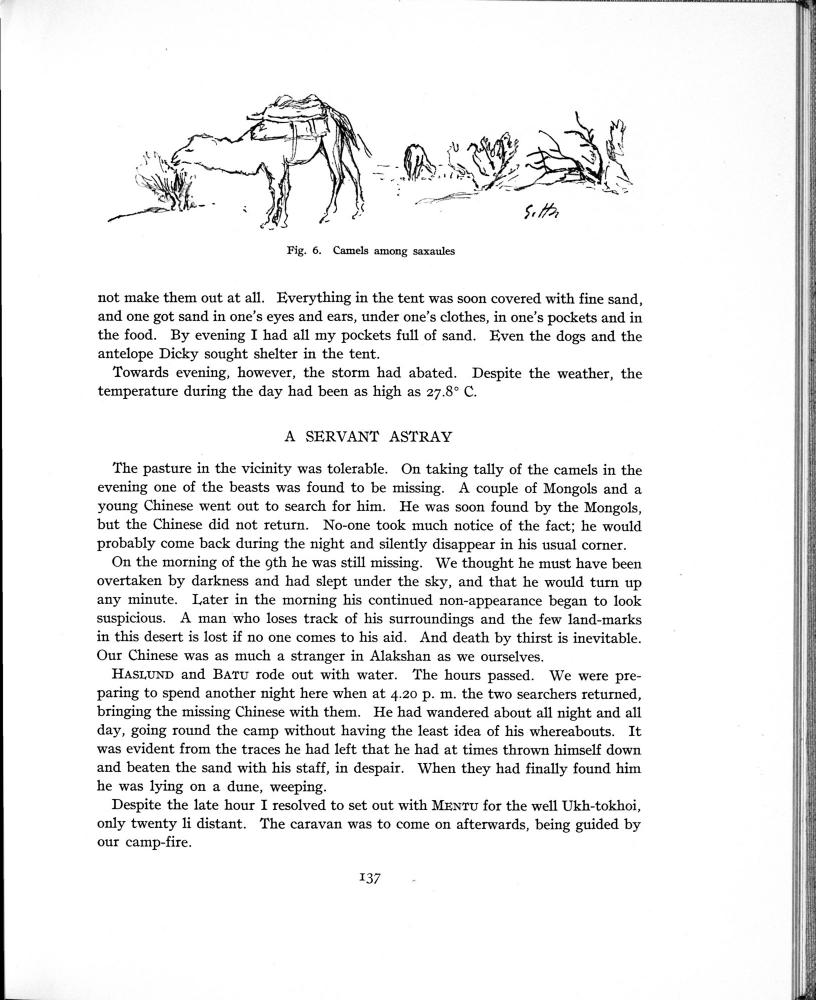 S. Hn
Fig. 6. Camels among saxaules
not make them out at all. Everything in the tent was soon covered with fine sand,
and one got sand in one's eyes and ears, under one's clothes, in one's pockets and in
the food. By evening I had all my pockets full of sand. Even the dogs and the
antelope Dicky sought shelter in the tent.
Towards evening, however, the storm had abated. Despite the weather, the
temperature during the day had been as high as 27.8° C.
A SERVANT ASTRAY
The pasture in the vicinity was tolerable. On taking tally of the camels in the
evening one of the beasts was found to be missing. A couple of Mongols and a
young Chinese went out to search for him. He was soon found by the Mongols,
but the Chinese did not return. No-one took much notice of the fact; he would
probably come back during the night and silently disappear in his usual corner.
On the morning of the 9th he was still missing. We thought he must have been
overtaken by darkness and had slept under the sky, and that he would turn up
any minute. Later in the morning his continued non-appearance began to look
suspicious. A man who loses track of his surroundings and the few land-marks
in this desert is lost if no one comes to his aid. And death by thirst is inevitable.
Our Chinese was as much a stranger in Alakshan as we ourselves.
HASLUND and BATU rode out with water. The hours passed. We were pre-
paring to spend another night here when at 4.20 p. m. the two searchers returned,
bringing the missing Chinese with them. He had wandered about all night and all
day, going round the camp without having the least idea of his whereabouts. It
was evident from the traces he had left that he had at times thrown himself down
and beaten the sand with his staff, in despair. When they had finally found him
he was lying on a dune, weeping.
Despite the late hour I resolved to set out with MENTU for the well Ukh-tokhoi,
only twenty li distant. The caravan was to come on afterwards, being guided by
our camp-fire.
137